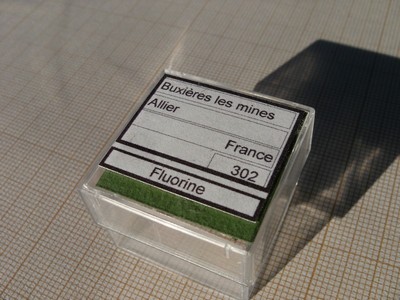 Buxières les mines
Allier
France
302
Fluorine